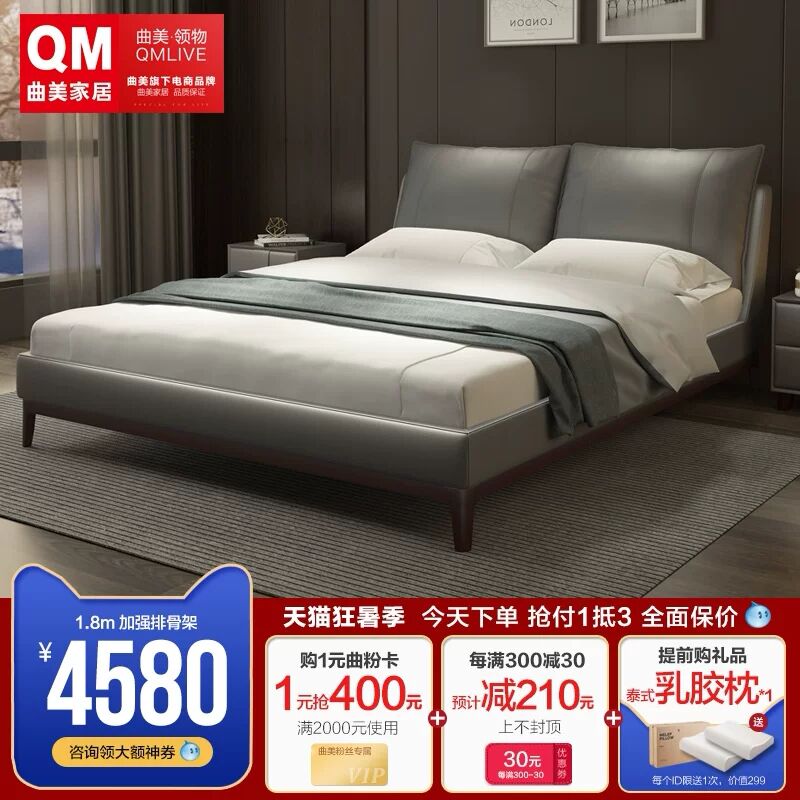 QM
曲美家居
曲美·领物
QMLIVE
曲美旗下电商品牌
曲美家居 品质保证
SPECIAL FOR LIFE
LONDON
1.8m 加强排骨架
¥4580
咨询领大额神券
天猫狂暑季 今天下单 抢付1抵3 全面保价
购1元曲粉卡
1元抢400元
满2000元使用
曲美粉丝专属
VIP
+
每满300减30
预计减210元
上不封顶
30元
每满300-30
优惠券
+
提前购礼品
泰式乳胶枕*1
送
每个ID限送1次，价值299